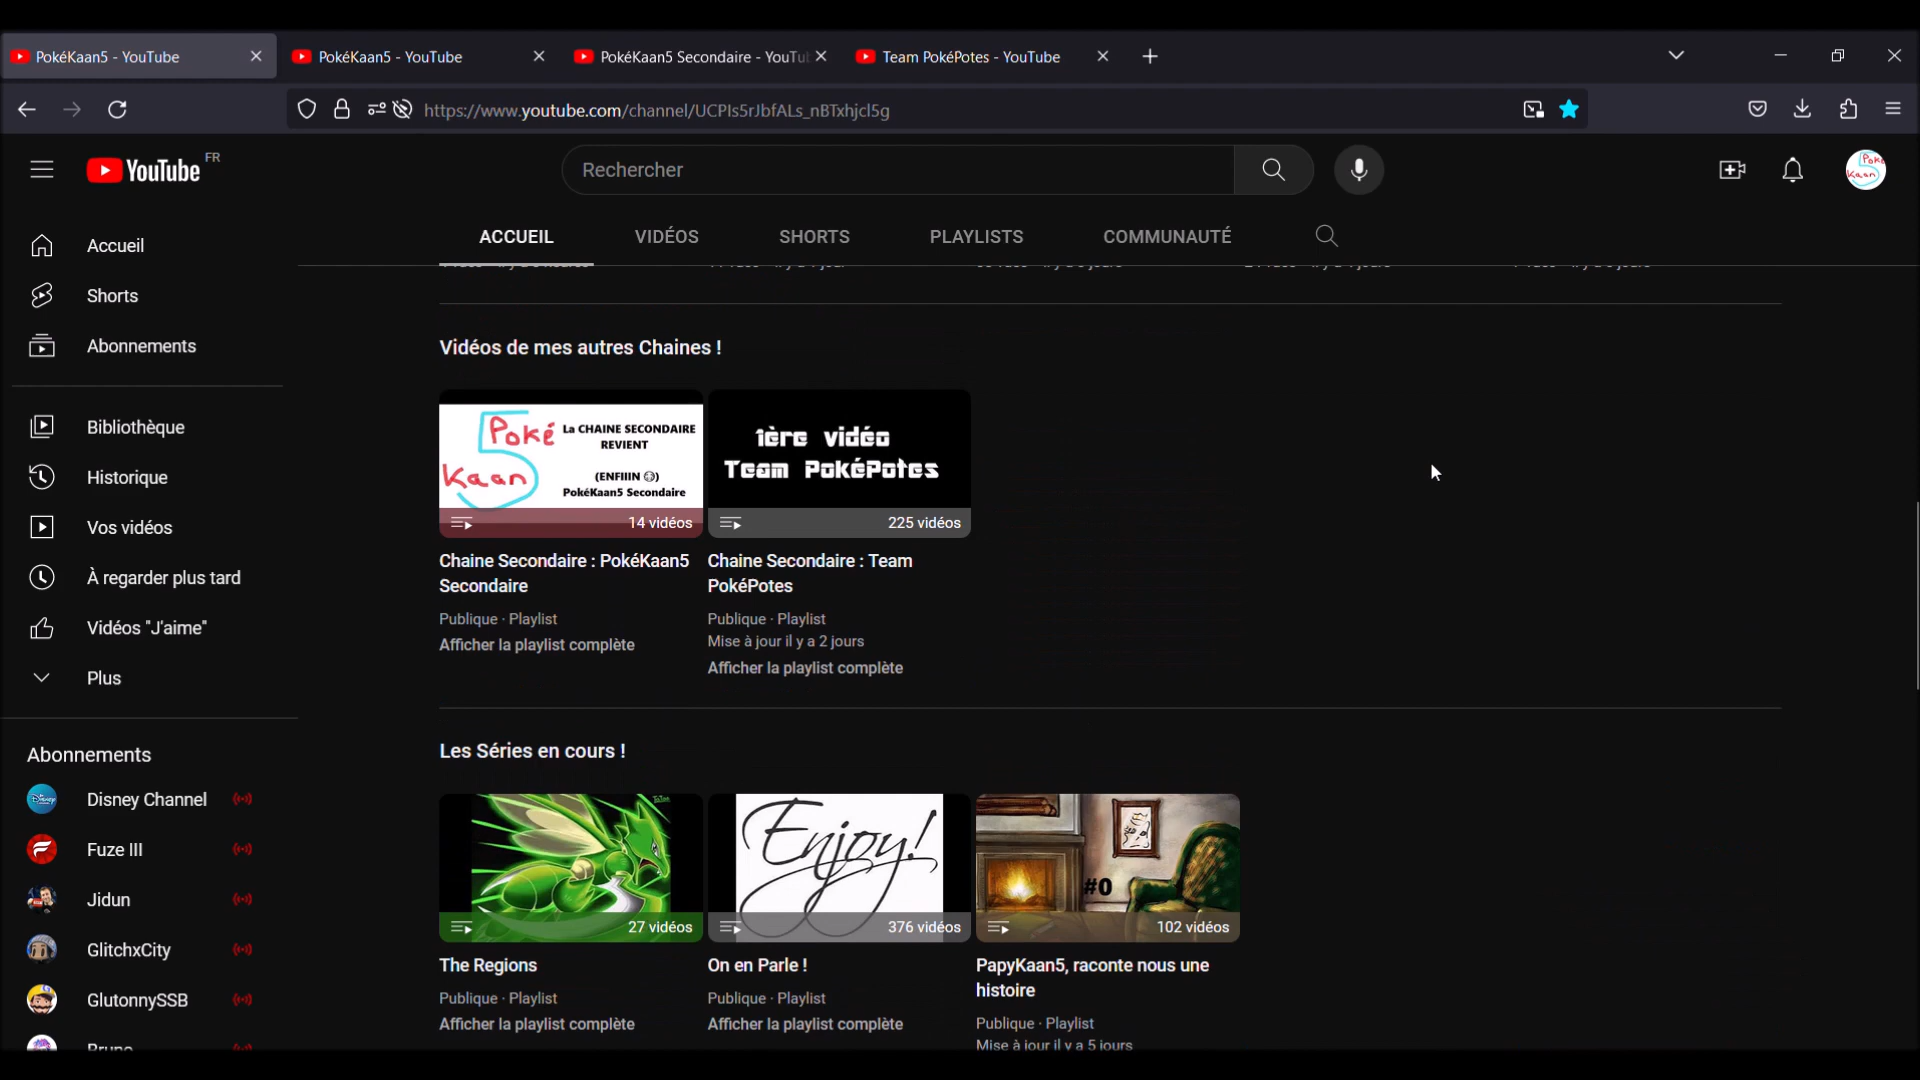 PokéKaan5 - YouTube
PokéKaan5 - YouTube
PokéKaan5 Secondaire - YouTu
Team PokéPotes - YouTube
https://www.youtube.com/channel/UCPIs5rJbfALs_nBTxhjcl5g
YouTube FR
Rechercher
Poké
Kaan
5
ACCUEIL
VIDÉOS
SHORTS
PLAYLISTS
COMMUNAUTÉ
Accueil
Shorts
Abonnements
Bibliothèque
Historique
Vos vidéos
À regarder plus tard
Vidéos "J'aime"
Plus
Abonnements
Disney Channel
Fuze III
Jidun
GlitchxCity
GlutonnySSB
Bruno
Vidéos de mes autres Chaines !
Poké
Kaan
5
La CHAINE SECONDAIRE
REVIENT
(ENFIIIN )
PokéKaan5 Secondaire
14 vidéos
Chaine Secondaire : PokéKaan5
Secondaire
Publique · Playlist
Afficher la playlist complète
1ère vidéo
Team PokéPotes
225 vidéos
Chaine Secondaire : Team
PokéPotes
Publique · Playlist
Mise à jour il y a 2 jours
Afficher la playlist complète
Les Séries en cours !
27 vidéos
The Regions
Publique · Playlist
Afficher la playlist complète
Enjoy!
376 vidéos
On en Parle !
Publique · Playlist
Afficher la playlist complète
#0
102 vidéos
PapyKaan5, raconte nous une
histoire
Publique · Playlist
Mise à jour il y a 5 jours